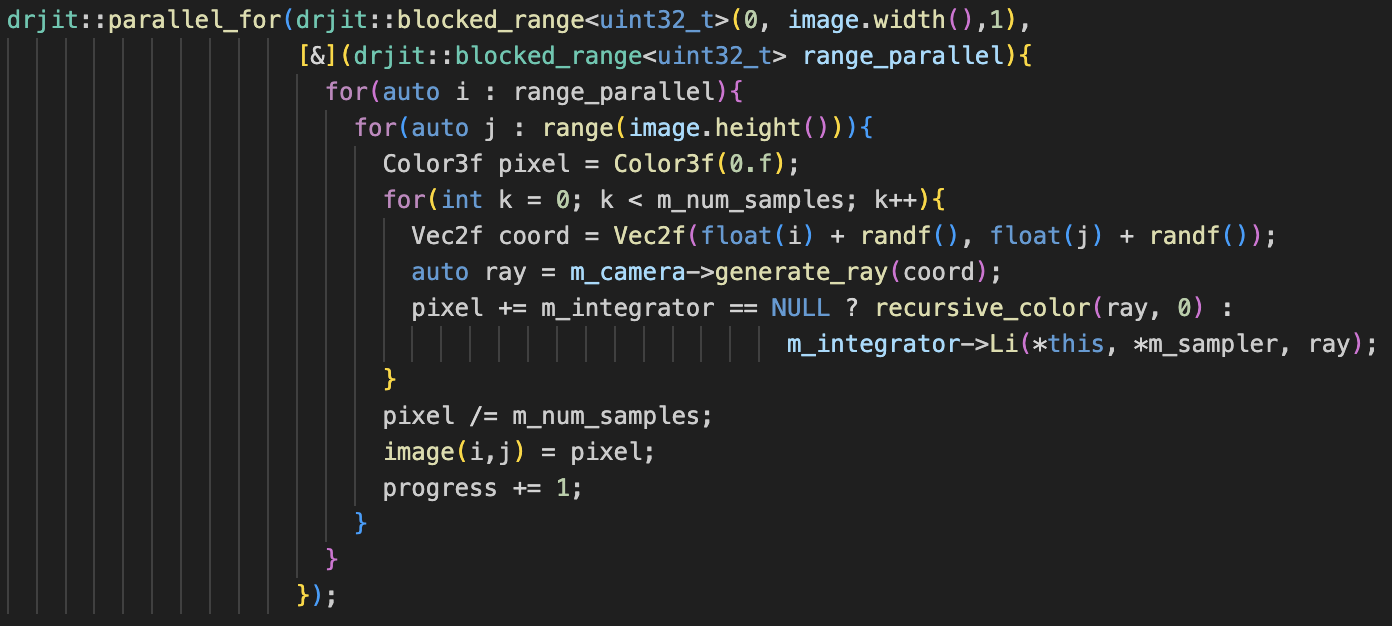 drjit::parallel_for(drjit::blocked_range<uint32_t>(0, image.width(),1),
[&](drjit::blocked_range<uint32_t> range_parallel){
for(auto i : range_parallel){
for(auto j : range(image.height())){
Color3f pixel = Color3f(0.f);
for(int k = 0; k < m_num_samples; k++){
Vec2f coord = Vec2f(float(i) + randf(), float(j) + randf());
auto ray = m_camera->generate_ray(coord);
pixel += m_integrator == NULL ? recursive_color(ray, 0) :
m_integrator->Li(*this, *m_sampler, ray);
}
pixel /= m_num_samples;
image(i,j) = pixel;
progress += 1;
}
}
});